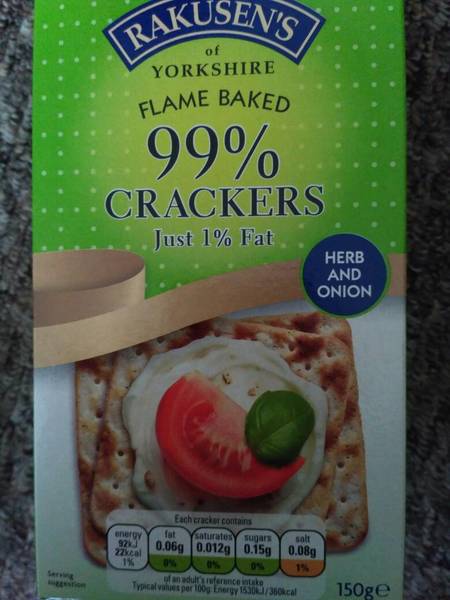 RAKUSEN'S
of
YORKSHIRE
FLAME BAKED
99%
CRACKERS
Just 1% Fat
HERB
AND
ONION
Each cracker contains
energy fat saturates sugars salt
92kJ 0.06g 0.012g 0.15g 0.08g
22kcal
1% 0% 0% 0% 1%
of an adult's reference intake
Typical values per 100g: Energy 1530kJ/360kcal
Serving
suggestion
150g℮